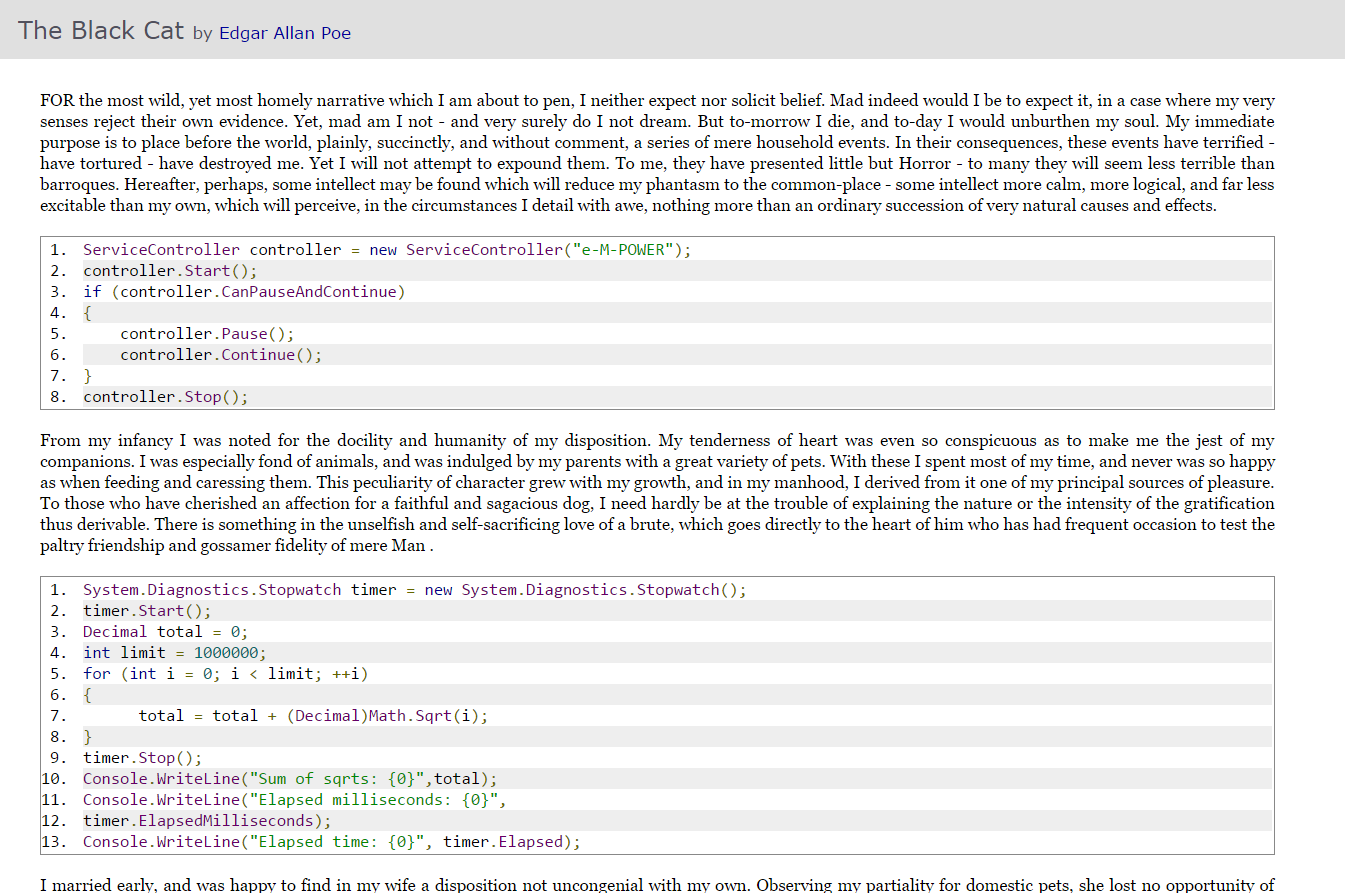 The Black Cat by Edgar Allan Poe
FOR the most wild, yet most homely narrative which I am about to pen, I neither expect nor solicit belief. Mad indeed would I be to expect it, in a case where my very
senses reject their own evidence. Yet, mad am I not - and very surely do I not dream. But to-morrow I die, and to-day I would unburthen my soul. My immediate
purpose is to place before the world, plainly, succinctly, and without comment, a series of mere household events. In their consequences, these events have terrified -
have tortured - have destroyed me. Yet I will not attempt to expound them. To me, they have presented little but Horror - to many they will seem less terrible than
barroques. Hereafter, perhaps, some intellect may be found which will reduce my phantasm to the common-place - some intellect more calm, more logical, and far less
excitable than my own, which will perceive, in the circumstances I detail with awe, nothing more than an ordinary succession of very natural causes and effects.
1. ServiceController controller = new ServiceController("e-M-POWER");
2. controller.Start();
3. if (controller.CanPauseAndContinue)
4. {
5.     controller.Pause();
6.     controller.Continue();
7. }
8. controller.Stop();
From my infancy I was noted for the docility and humanity of my disposition. My tenderness of heart was even so conspicuous as to make me the jest of my
companions. I was especially fond of animals, and was indulged by my parents with a great variety of pets. With these I spent most of my time, and never was so happy
as when feeding and caressing them. This peculiarity of character grew with my growth, and in my manhood, I derived from it one of my principal sources of pleasure.
To those who have cherished an affection for a faithful and sagacious dog, I need hardly be at the trouble of explaining the nature or the intensity of the gratification
thus derivable. There is something in the unselfish and self-sacrificing love of a brute, which goes directly to the heart of him who has had frequent occasion to test the
paltry friendship and gossamer fidelity of mere Man .
1. System.Diagnostics.Stopwatch timer = new System.Diagnostics.Stopwatch();
2. timer.Start();
3. Decimal total = 0;
4. int limit = 1000000;
5. for (int i = 0; i < limit; ++i)
6. {
7.       total = total + (Decimal)Math.Sqrt(i);
8. }
9. timer.Stop();
10. Console.WriteLine("Sum of sqrts: {0}",total);
11. Console.WriteLine("Elapsed milliseconds: {0}",
12. timer.ElapsedMilliseconds);
13. Console.WriteLine("Elapsed time: {0}", timer.Elapsed);
I married early, and was happy to find in my wife a disposition not uncongenial with my own. Observing my partiality for domestic pets, she lost no opportunity of